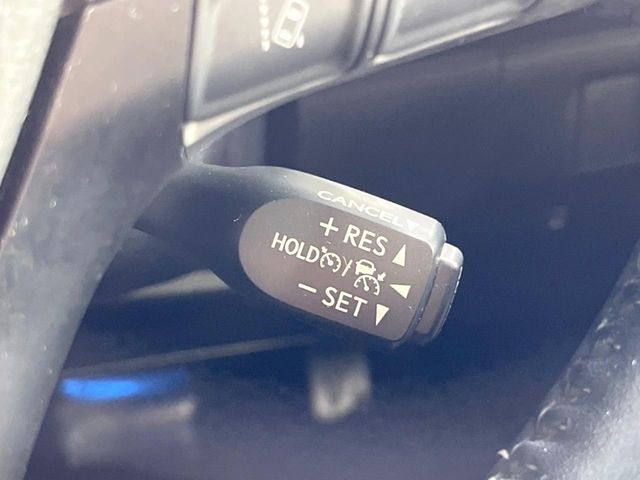 CANCEL
+ RES ▲
HOLD / ◀
− SET ▼